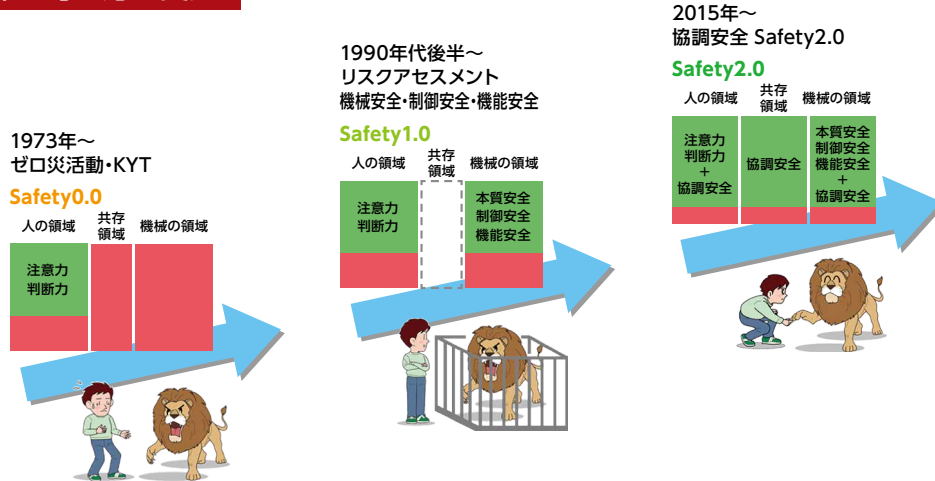 1973年~
ゼロ災活動・KYT
Safety0.0
人の領域
共存
領域
機械の領域
注意力
判断力
1990年代後半~
リスクアセスメント
機械安全・制御安全・機能安全
Safety1.0
人の領域
共存
領域
機械の領域
注意力
判断力
本質安全
制御安全
機能安全
2015年~
協調安全 Safety2.0
Safety2.0
人の領域
共存
領域
機械の領域
注意力
判断力
+
協調安全
協調安全
本質安全
制御安全
機能安全
+
協調安全